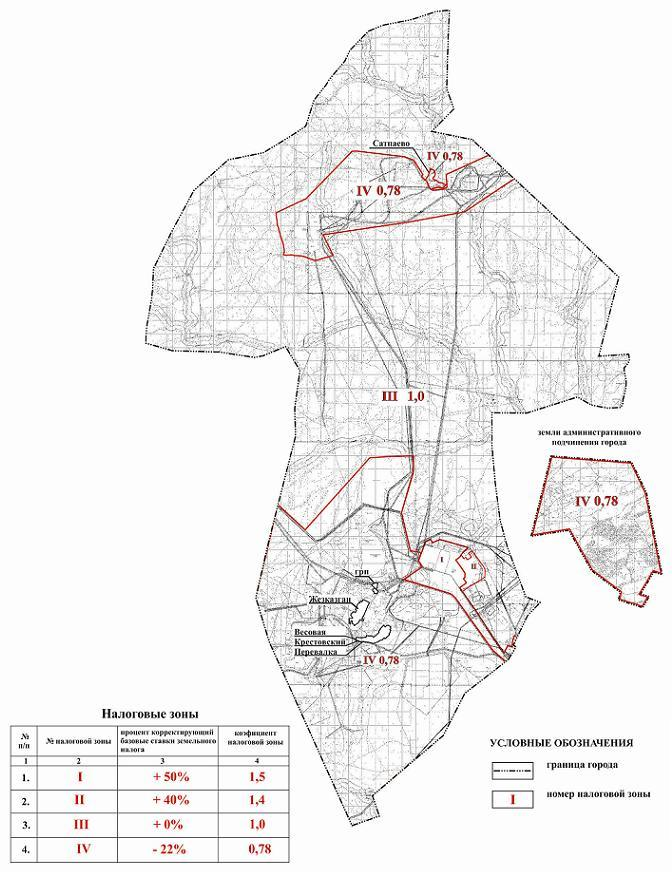 Сатпаево
IV 0,78
IV 0,78
III 1,0
земли административного
подчинения города
IV 0,78
I
II
грп
Жезказган
Весовая
Крестовский
Перевалка
IV 0,78
Налоговые зоны
№ п/п
№ налоговой зоны
процент корректирующий базовые ставки земельного налога
коэфициент налоговой зоны
1 2 3 4
1. I + 50% 1,5
2. II + 40% 1,4
3. III + 0% 1,0
4. IV - 22% 0,78
УСЛОВНЫЕ ОБОЗНАЧЕНИЯ
граница города
I номер налоговой зоны